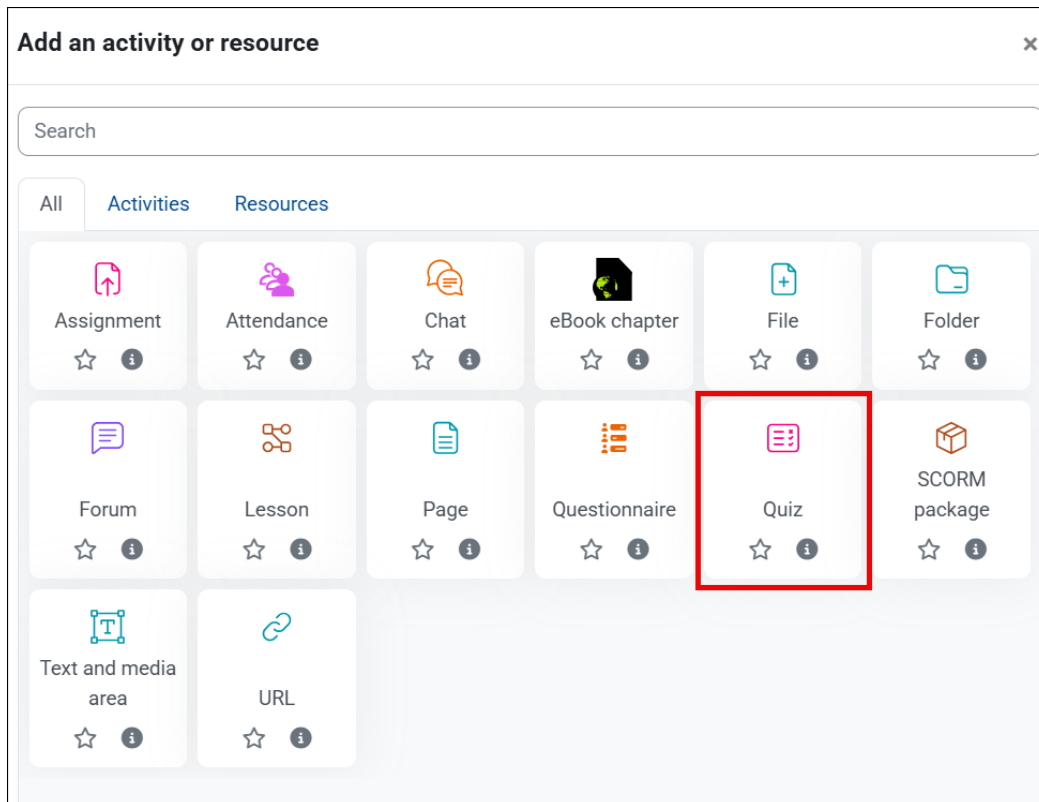 Add an activity or resource ×
Search
All Activities Resources
Assignment Attendance Chat eBook chapter File Folder
Forum Lesson Page Questionnaire Quiz SCORM package
Text and media area URL